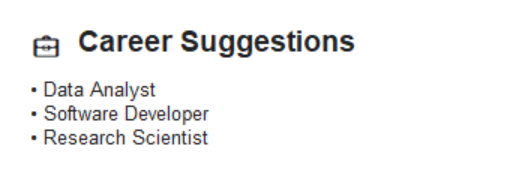 Career Suggestions
• Data Analyst
• Software Developer
• Research Scientist